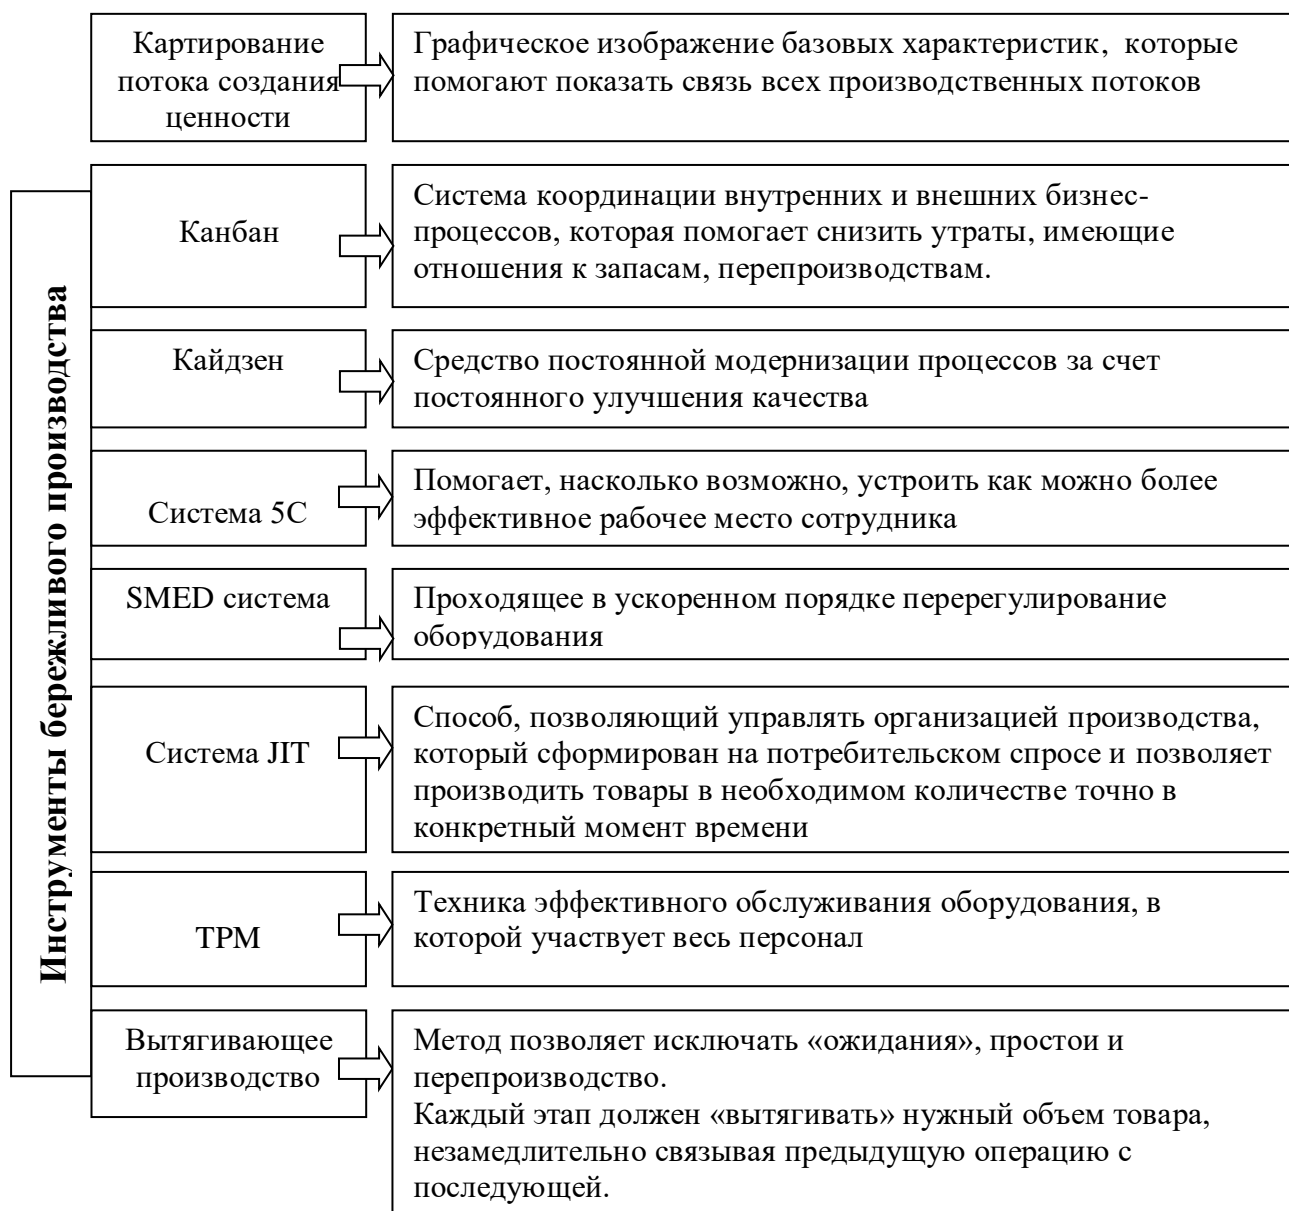 Инструменты бережливого производства
Картирование
потока создания
ценности
Графическое изображение базовых характеристик, которые
помогают показать связь всех производственных потоков
Канбан
Система координации внутренних и внешних бизнес-
процессов, которая помогает снизить утраты, имеющие
отношения к запасам, перепроизводствам.
Кайдзен
Средство постоянной модернизации процессов за счет
постоянного улучшения качества
Система 5С
Помогает, насколько возможно, устроить как можно более
эффективное рабочее место сотрудника
SMED система
Проходящее в ускоренном порядке перерегулирование
оборудования
Система JIT
Способ, позволяющий управлять организацией производства,
который сформирован на потребительском спросе и позволяет
производить товары в необходимом количестве точно в
конкретный момент времени
ТРМ
Техника эффективного обслуживания оборудования, в
которой участвует весь персонал
Вытягивающее
производство
Метод позволяет исключать «ожидания», простои и
перепроизводство.
Каждый этап должен «вытягивать» нужный объем товара,
незамедлительно связывая предыдущую операцию с
последующей.